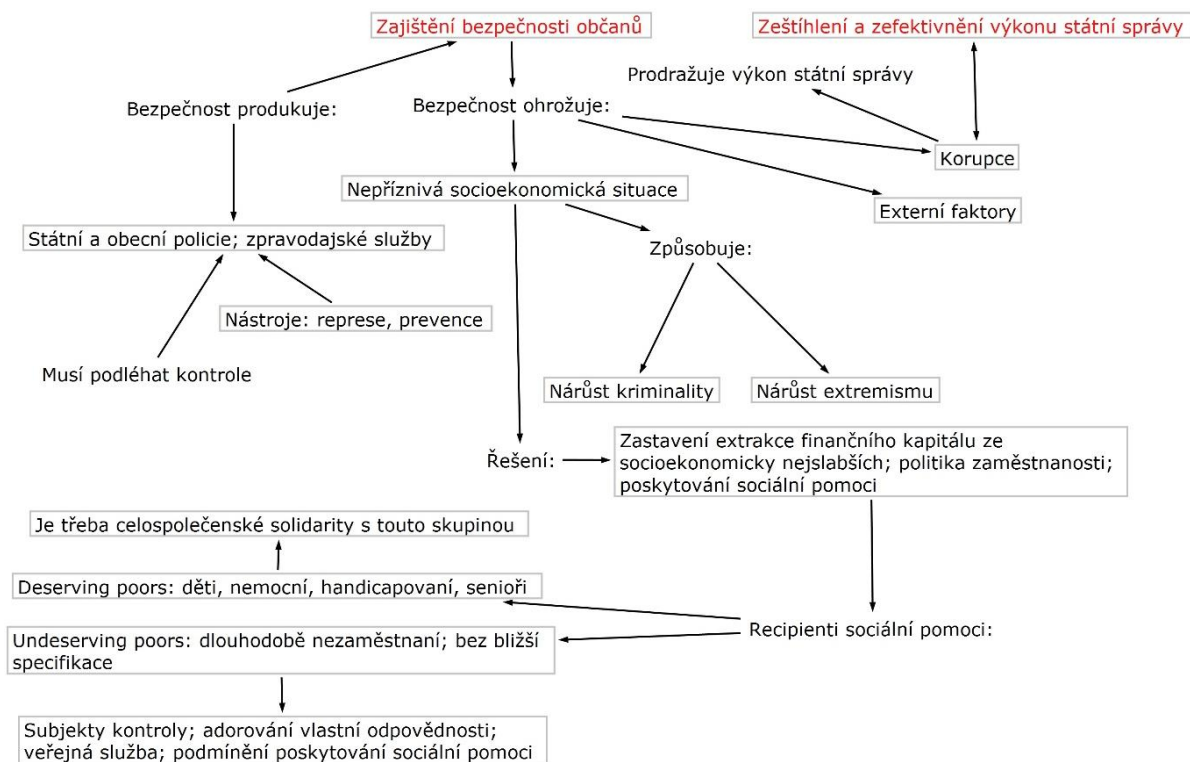 Zajištění bezpečnosti občanů
Zeštíhlení a zefektivnění výkonu státní správy
Prodražuje výkon státní správy
Bezpečnost produkuje:
Bezpečnost ohrožuje:
Korupce
Nepříznivá socioekonomická situace
Externí faktory
Státní a obecní policie; zpravodajské služby
Způsobuje:
Nástroje: represe, prevence
Musí podléhat kontrole
Nárůst kriminality
Nárůst extremismu
Řešení:
Zastavení extrakce finančního kapitálu ze
socioekonomicky nejslabších; politika zaměstnanosti;
poskytování sociální pomoci
Je třeba celospolečenské solidarity s touto skupinou
Deserving poors: děti, nemocní, handicapovaní, senioři
Recipienti sociální pomoci:
Undeserving poors: dlouhodobě nezaměstnaní; bez bližší
specifikace
Subjekty kontroly; adorování vlastní odpovědnosti;
veřejná služba; podmínění poskytování sociální pomoci